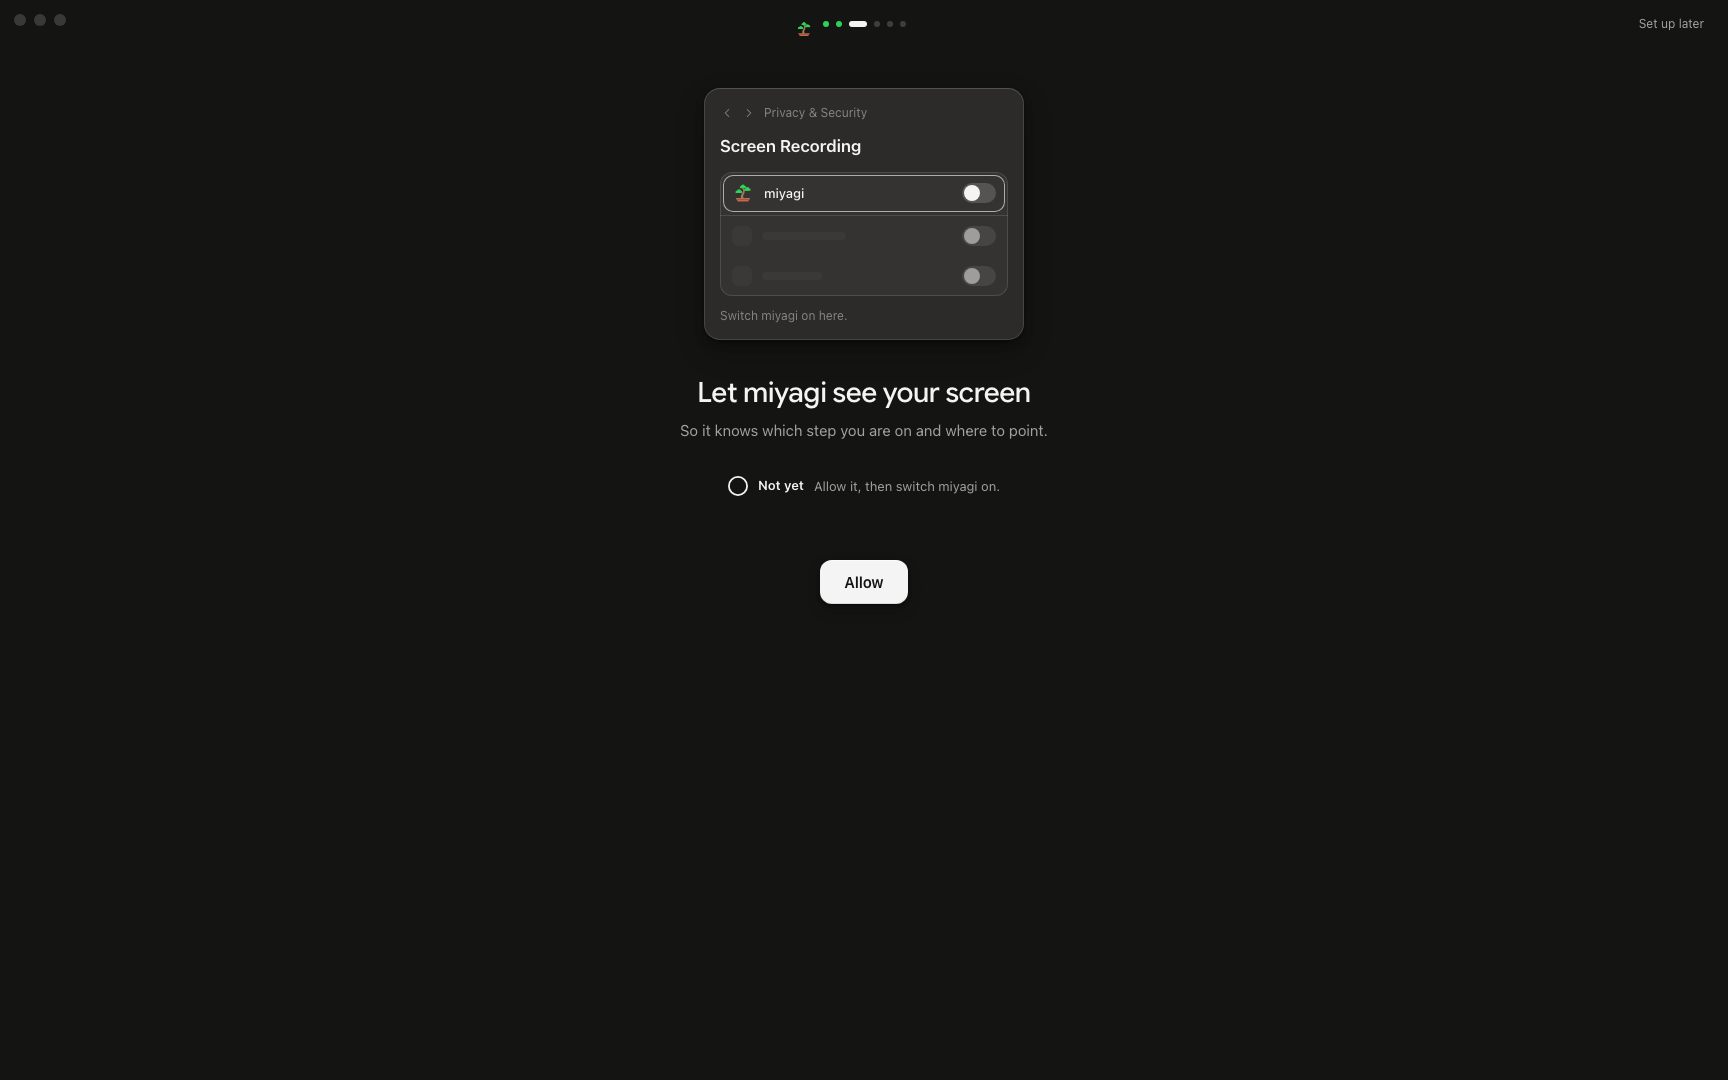 Set up later
Privacy & Security
Screen Recording
miyagi
Switch miyagi on here.
Let miyagi see your screen
So it knows which step you are on and where to point.
Not yet Allow it, then switch miyagi on.
Allow